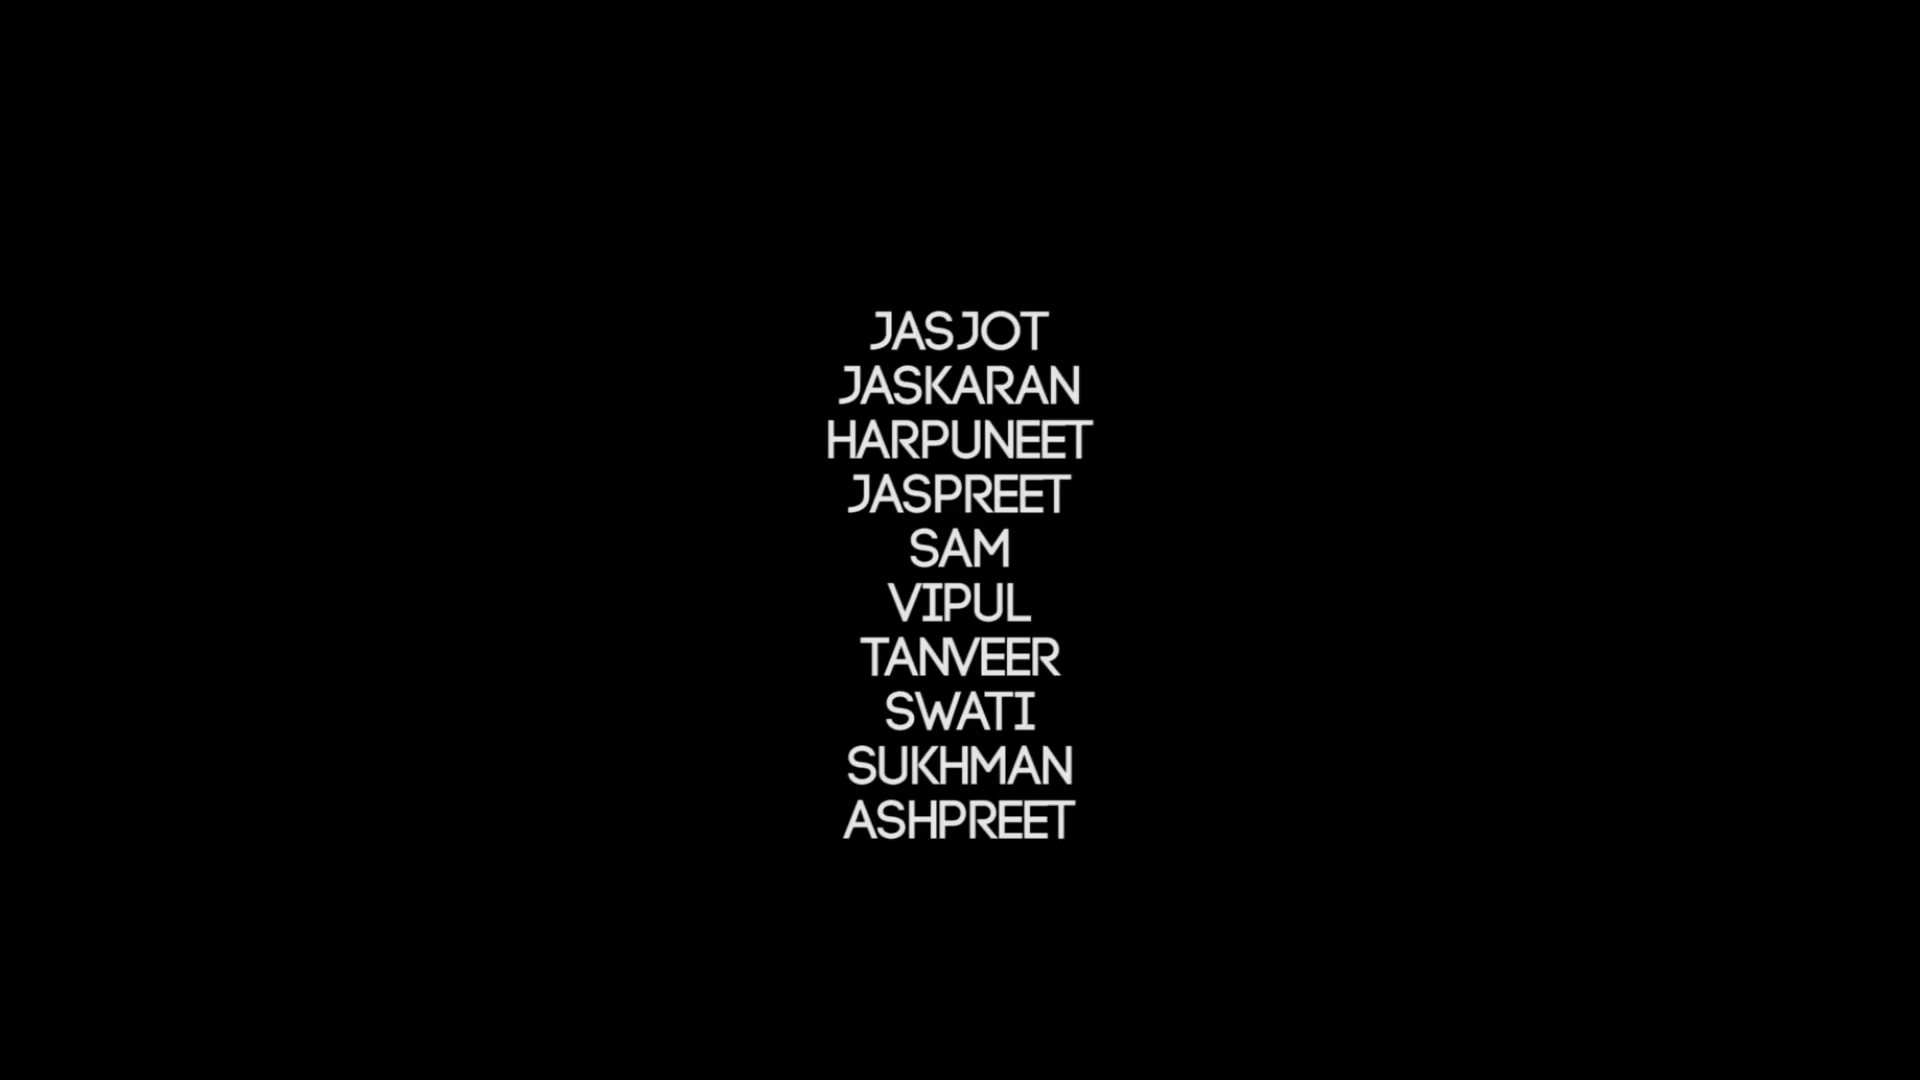 JASJOT
JASKARAN
HARPUNEET
JASPREET
SAM
VIPUL
TANVEER
SWATI
SUKHMAN
ASHPREET